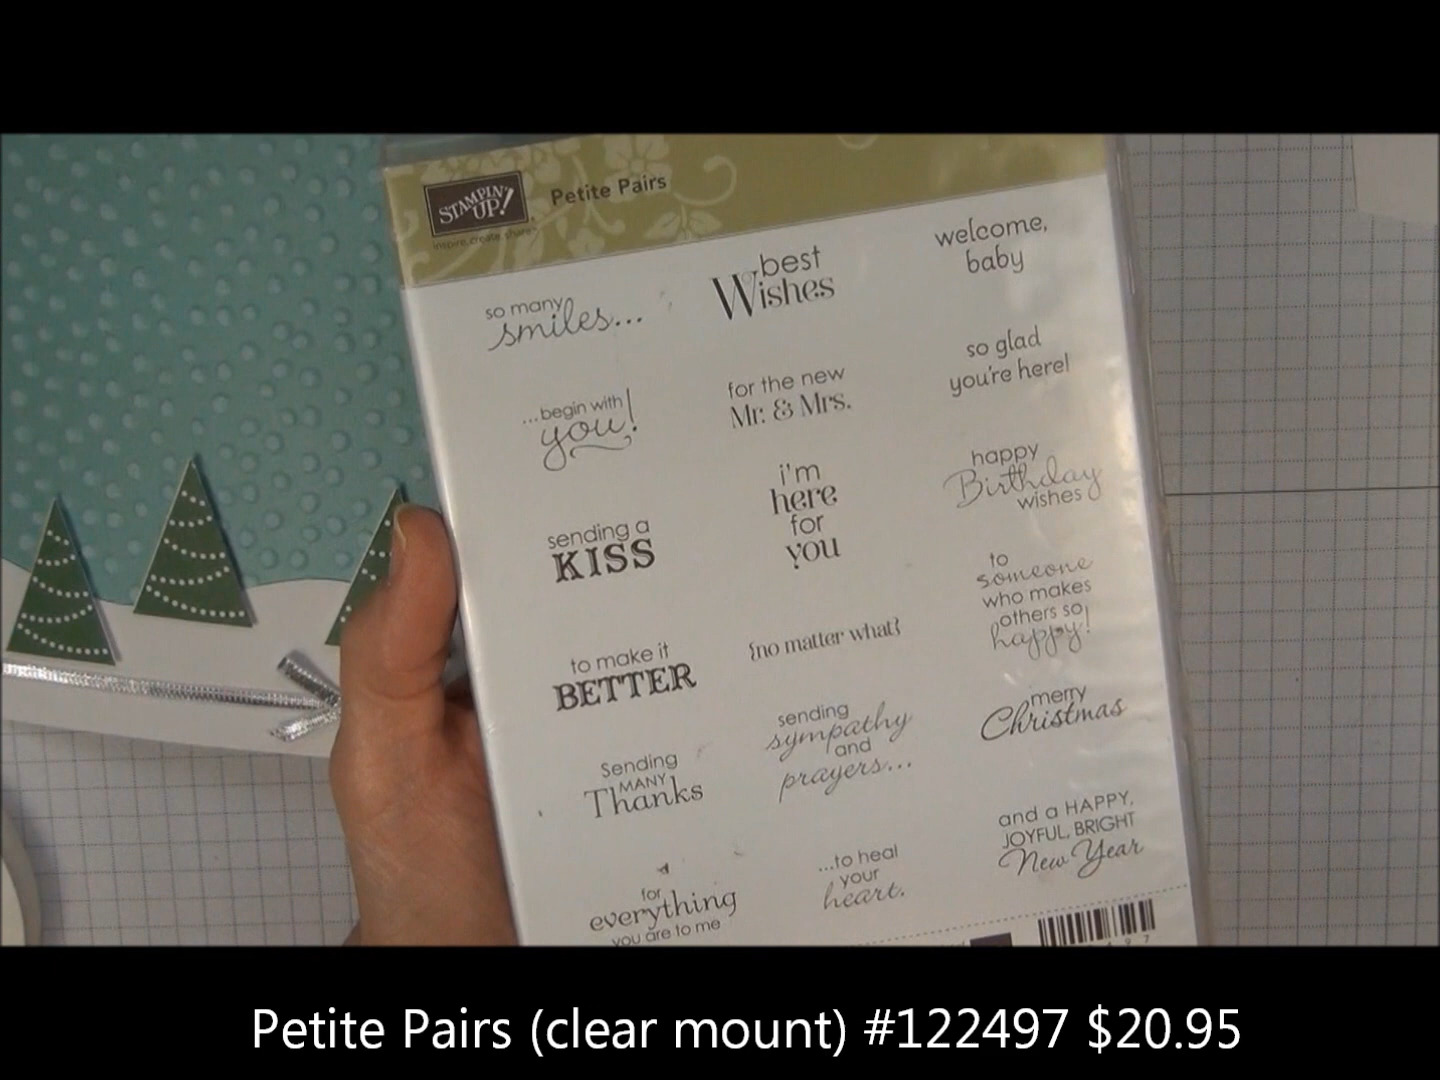 STAMPIN' UP!
inspire.create.share
Petite Pairs
so many
smiles...
...begin with
you!
sending a
KISS
to make it
BETTER
Sending
MANY
Thanks
for
everything
you are to me
best
Wishes
for the new
Mr. & Mrs.
i'm
here
for
you
{no matter what}
sending
sympathy
and
prayers...
...to heal
your
heart.
welcome,
baby
so glad
you're here!
happy
Birthday
wishes
to
someone
who makes
others so
happy!
merry
Christmas
and a HAPPY,
JOYFUL, BRIGHT
New Year
Petite Pairs (clear mount) #122497 $20.95